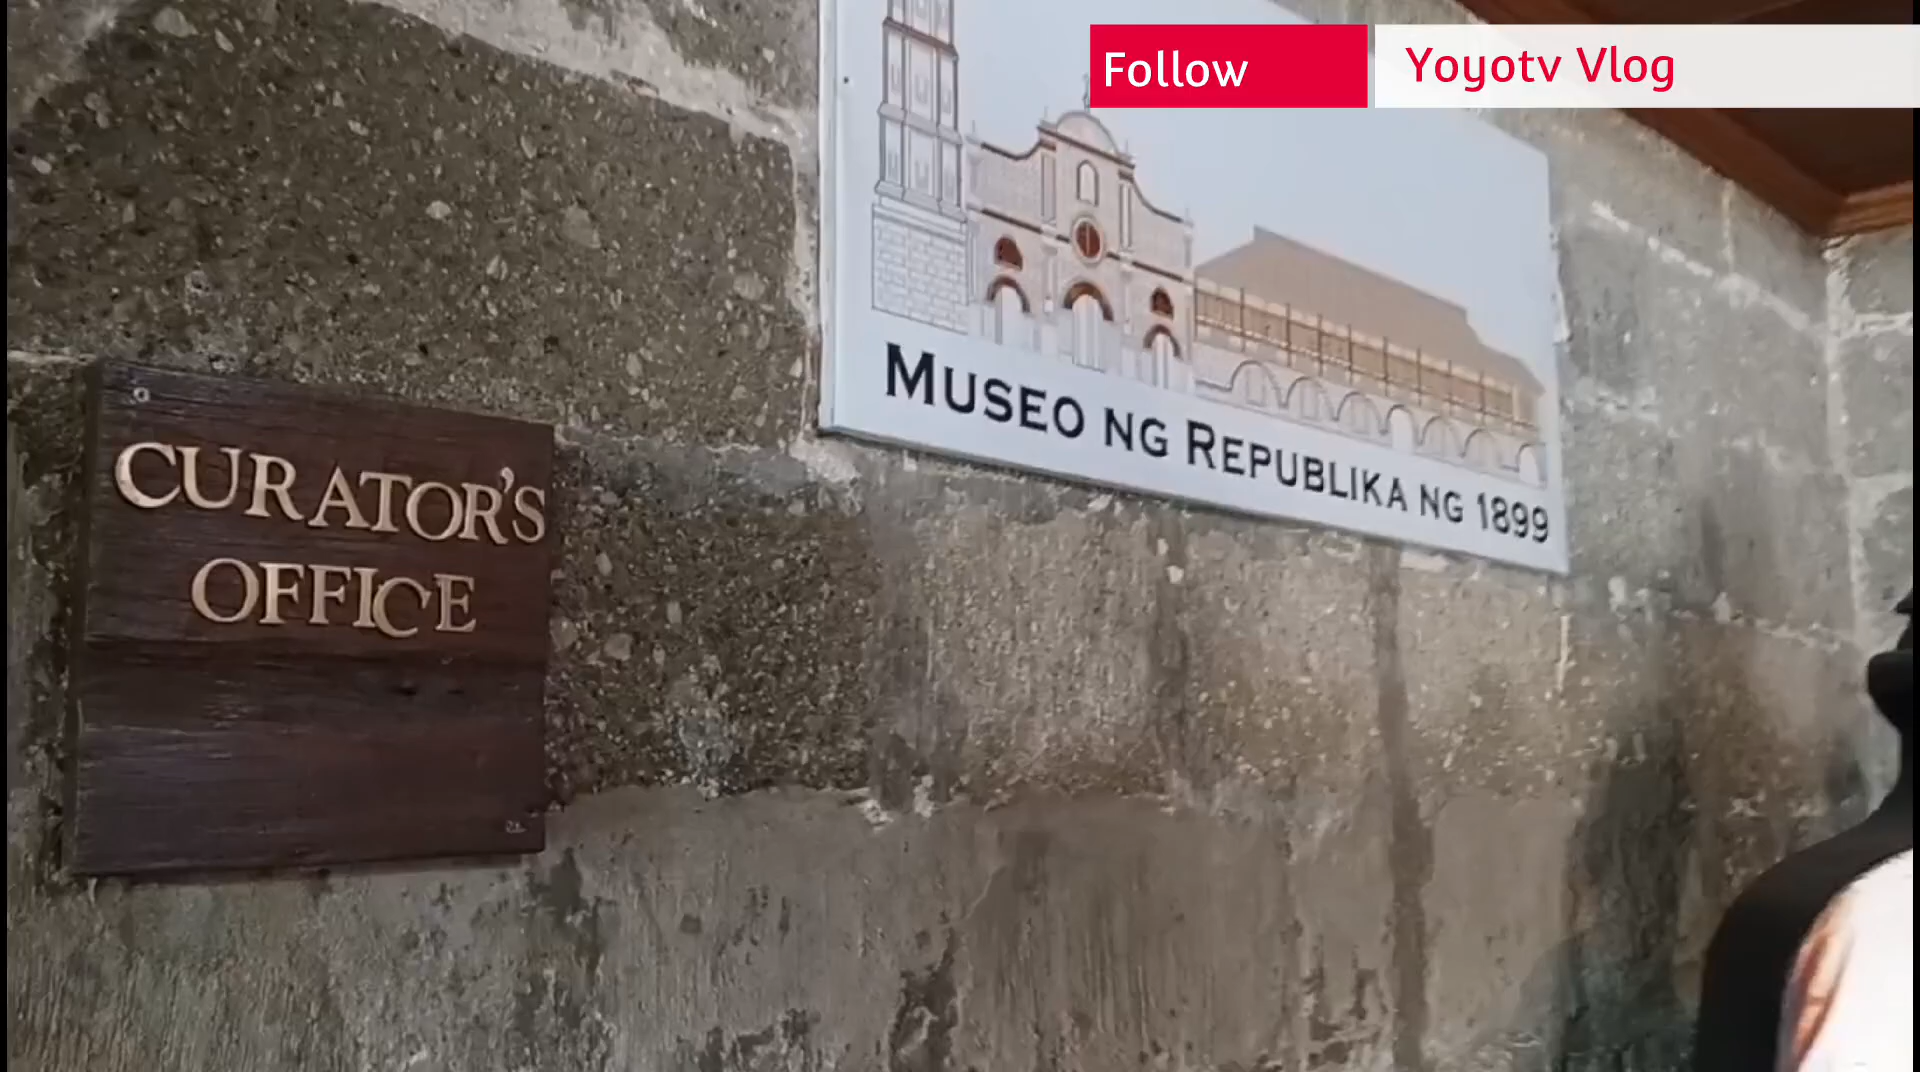 Follow
Yoyotv Vlog
MUSEO NG REPUBLIKA NG 1899
CURATOR'S
OFFICE